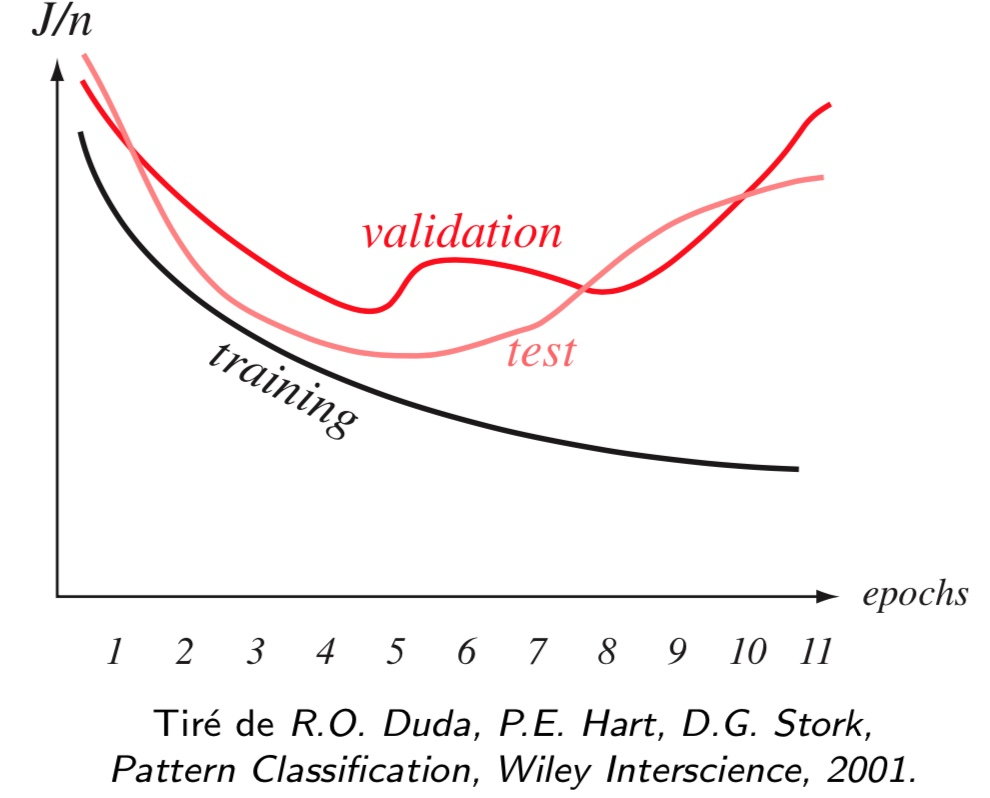 J/n
validation
test
training
epochs
1 2 3 4 5 6 7 8 9 10 11
Tiré de R.O. Duda, P.E. Hart, D.G. Stork,
Pattern Classification, Wiley Interscience, 2001.